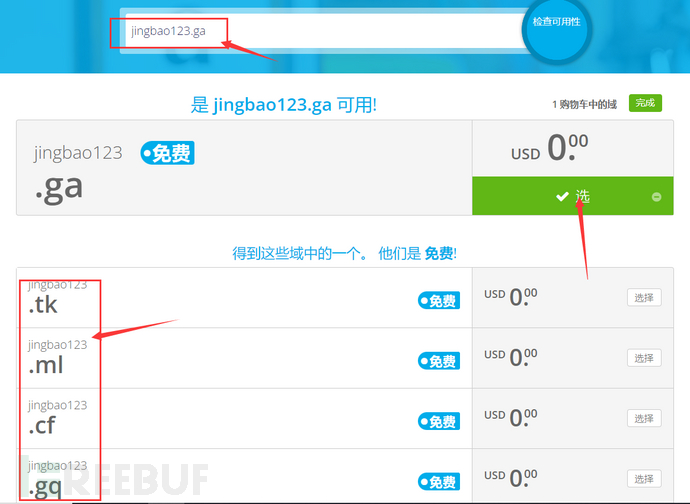 jingbao123.ga
检查可用性
是 jingbao123.ga 可用!
1 购物车中的域 完成
jingbao123 免费
.ga
USD 0.00
选
得到这些域中的一个。 他们是 免费!
jingbao123
.tk 免费 USD 0.00 选择
jingbao123
.ml 免费 USD 0.00 选择
jingbao123
.cf 免费 USD 0.00 选择
jingbao123
.gq 免费 USD 0.00 选择
FREEBUF